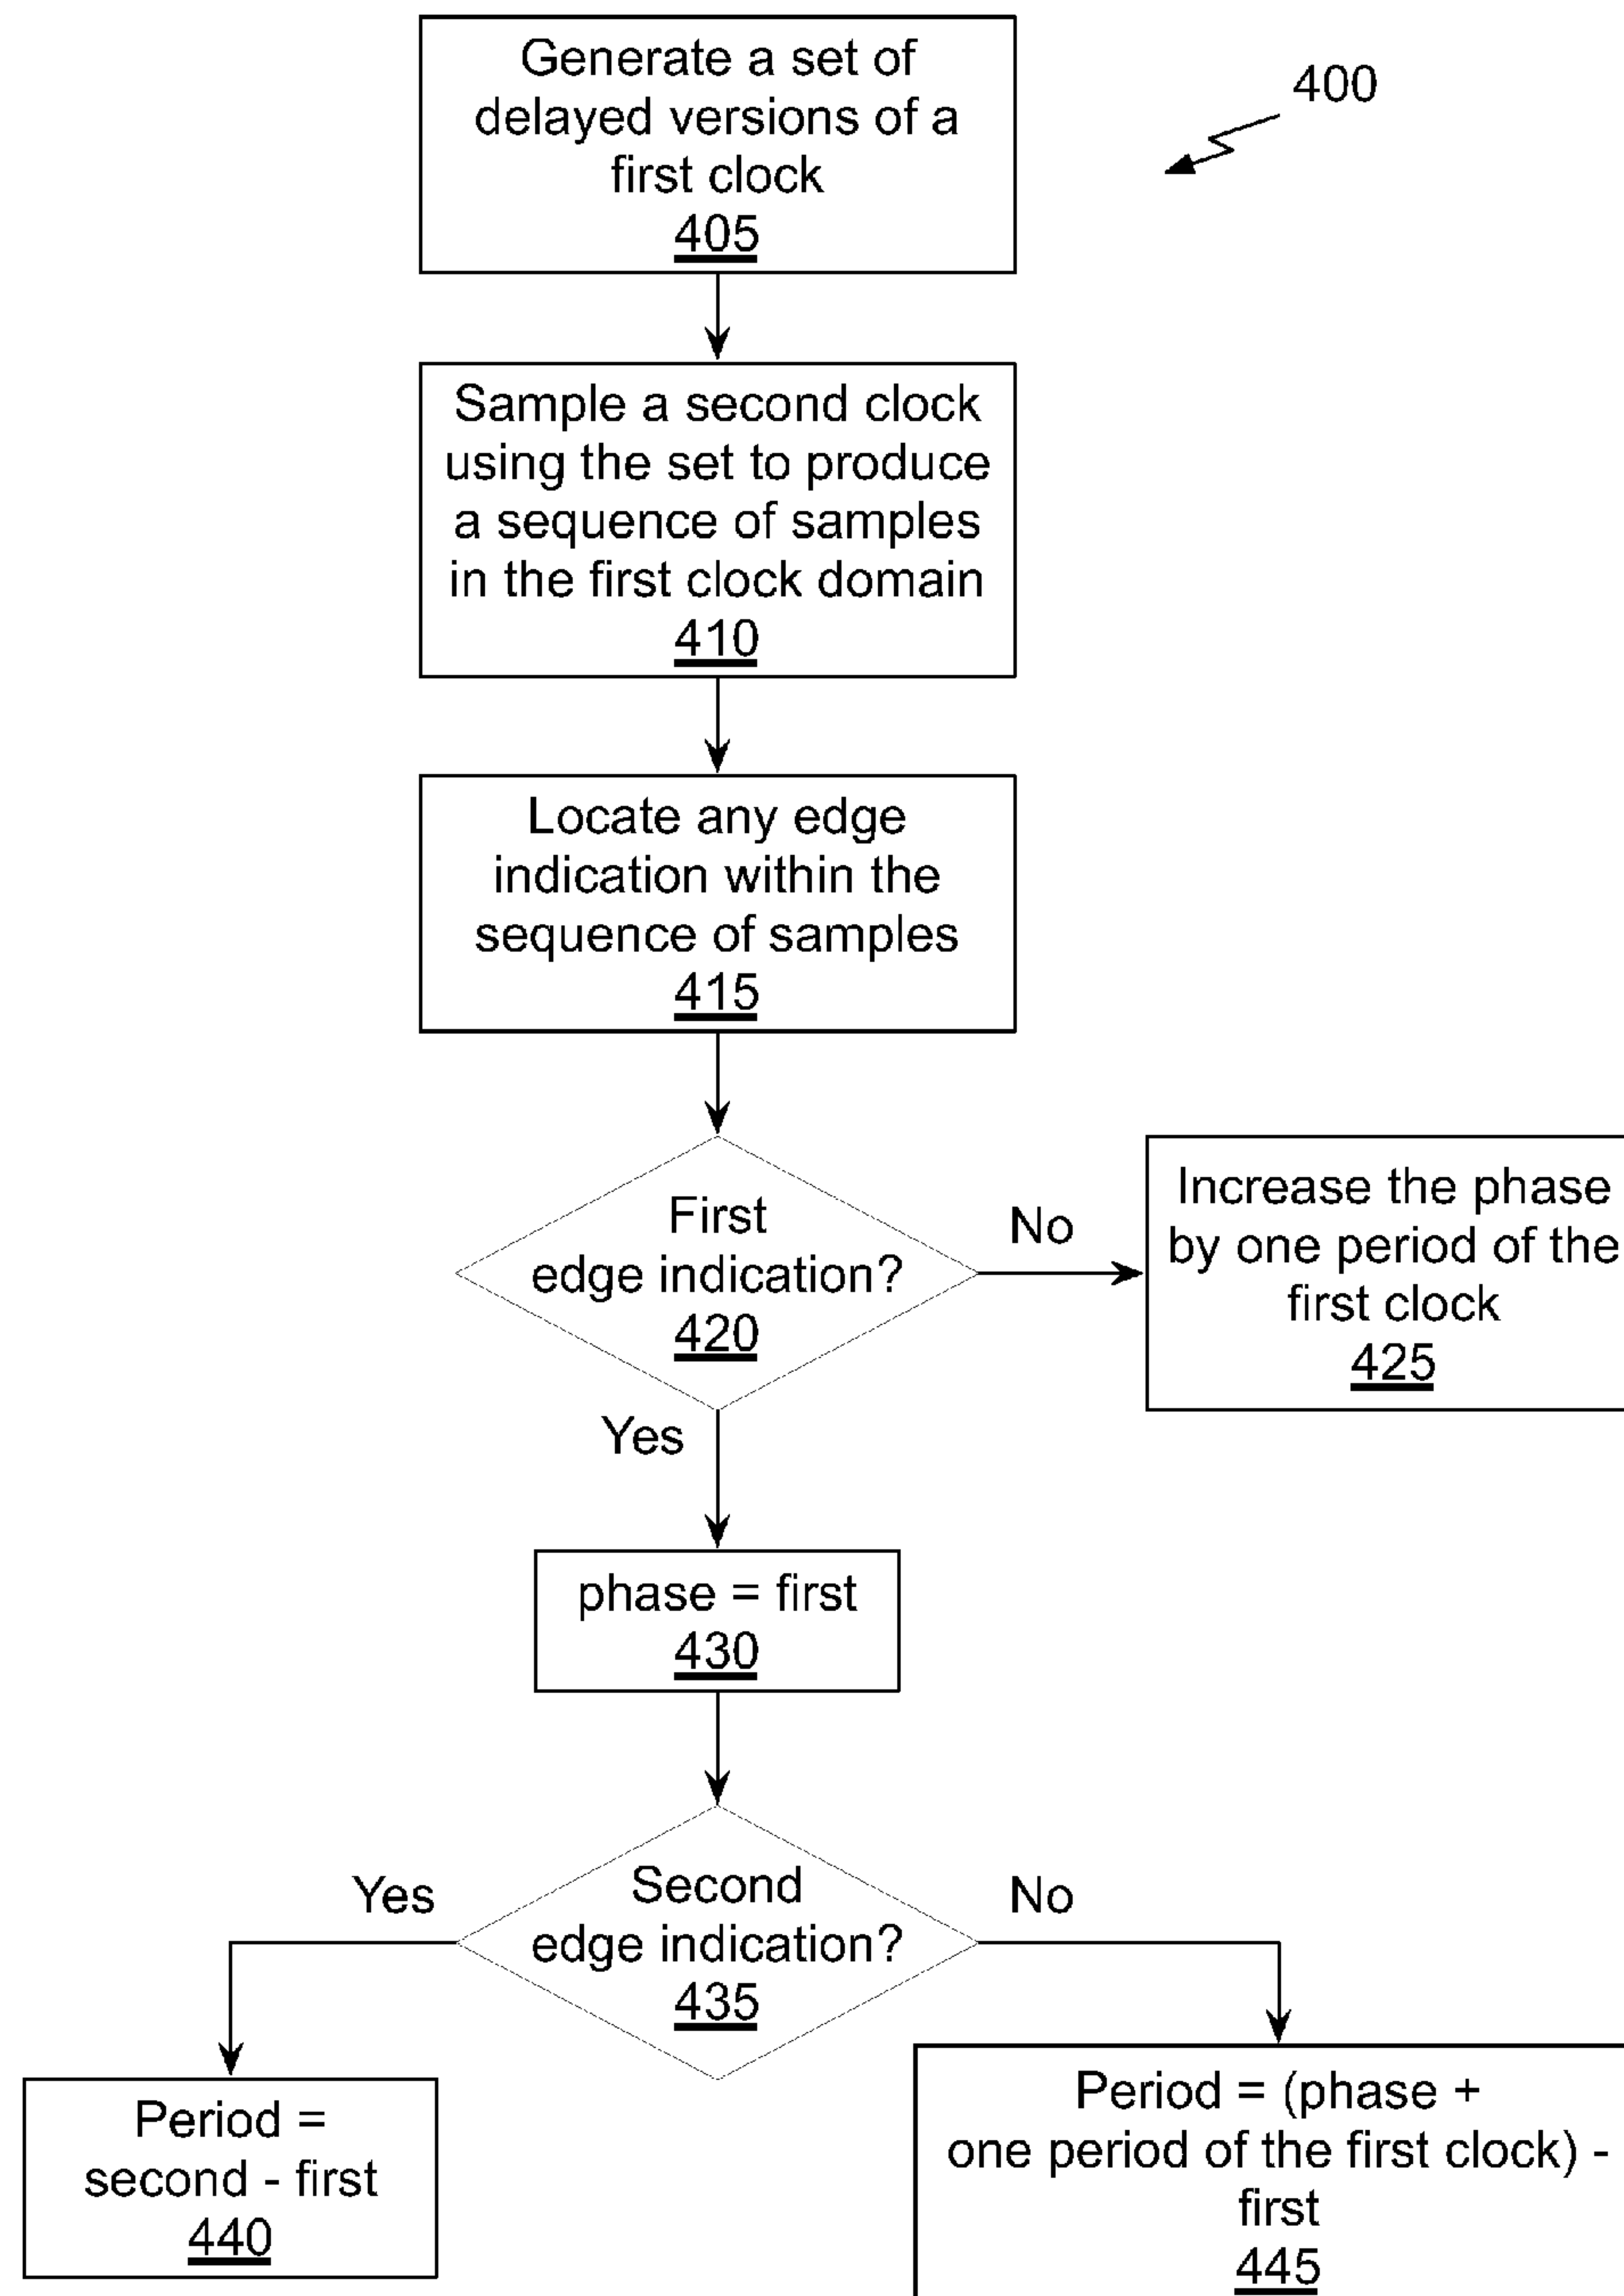 Generate a set of
delayed versions of a
first clock
405
400
Sample a second clock
using the set to produce
a sequence of samples
in the first clock domain
410
Locate any edge
indication within the
sequence of samples
415
First
edge indication?
420
No
Increase the phase
by one period of the
first clock
425
Yes
phase = first
430
Second
edge indication?
435
Yes
No
Period =
second - first
440
Period = (phase +
one period of the first clock) -
first
445